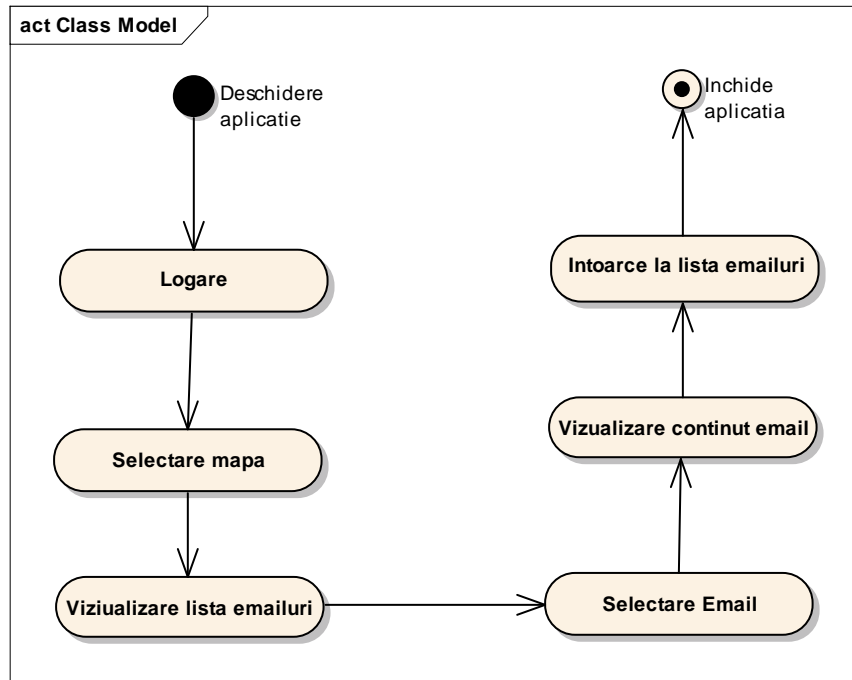 act Class Model
Deschidere
aplicatie
Logare
Selectare mapa
Viziualizare lista emailuri
Selectare Email
Vizualizare continut email
Intoarce la lista emailuri
Inchide
aplicatia